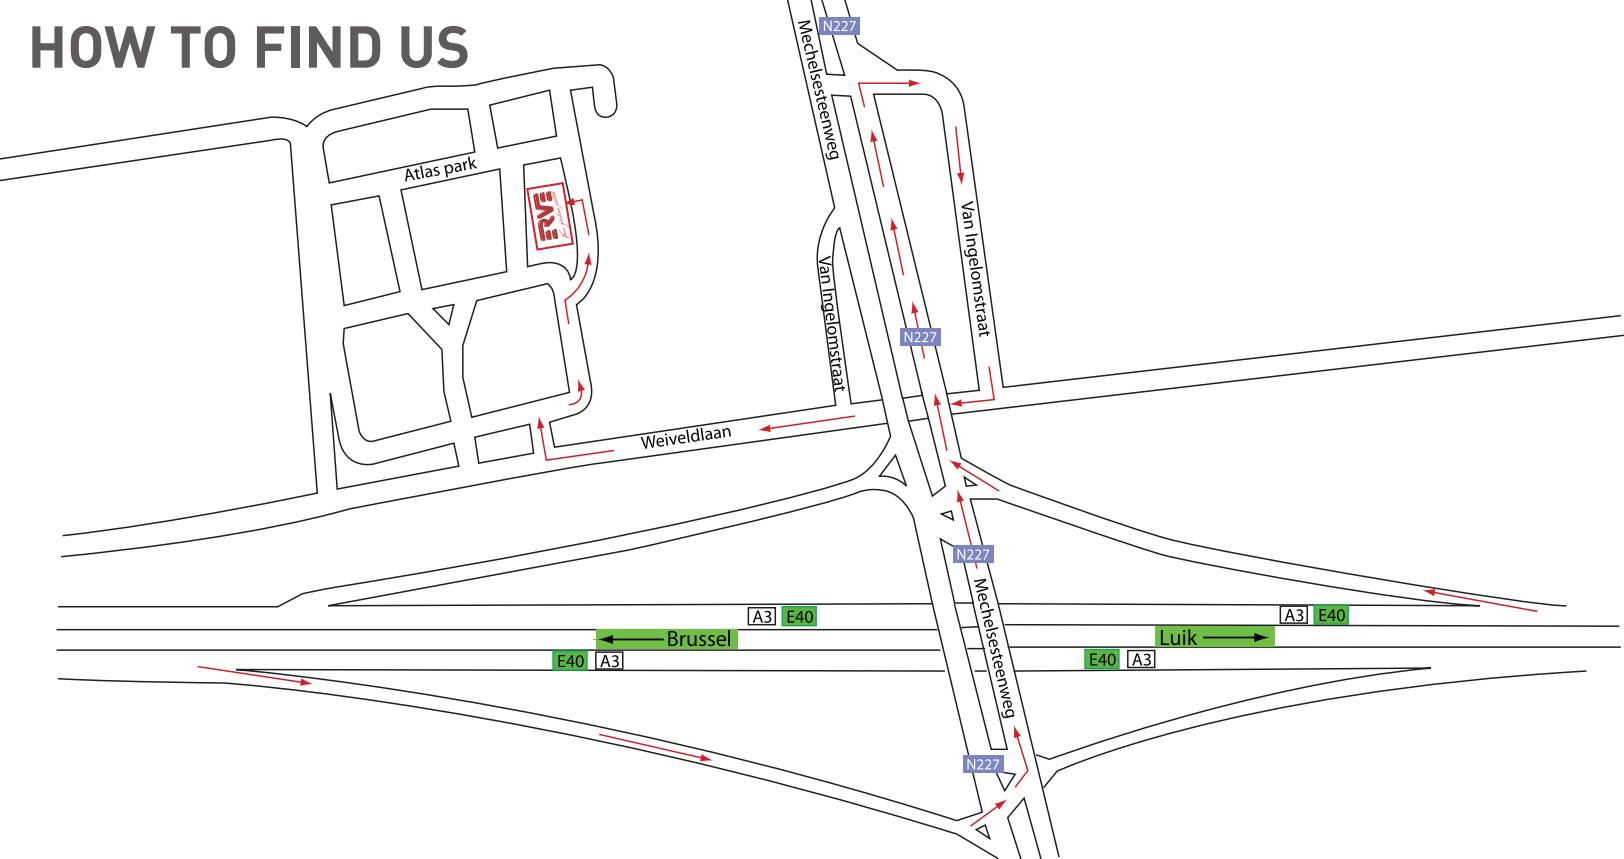 HOW TO FIND US
N227
Mechelsesteenweg
Atlas park
ERVE
Van Ingelomstraat
Van Ingelomstraat
N227
Weiveldlaan
N227
Mechelsesteenweg
A3 E40
A3 E40
Brussel
Luik
E40 A3
E40 A3
N227